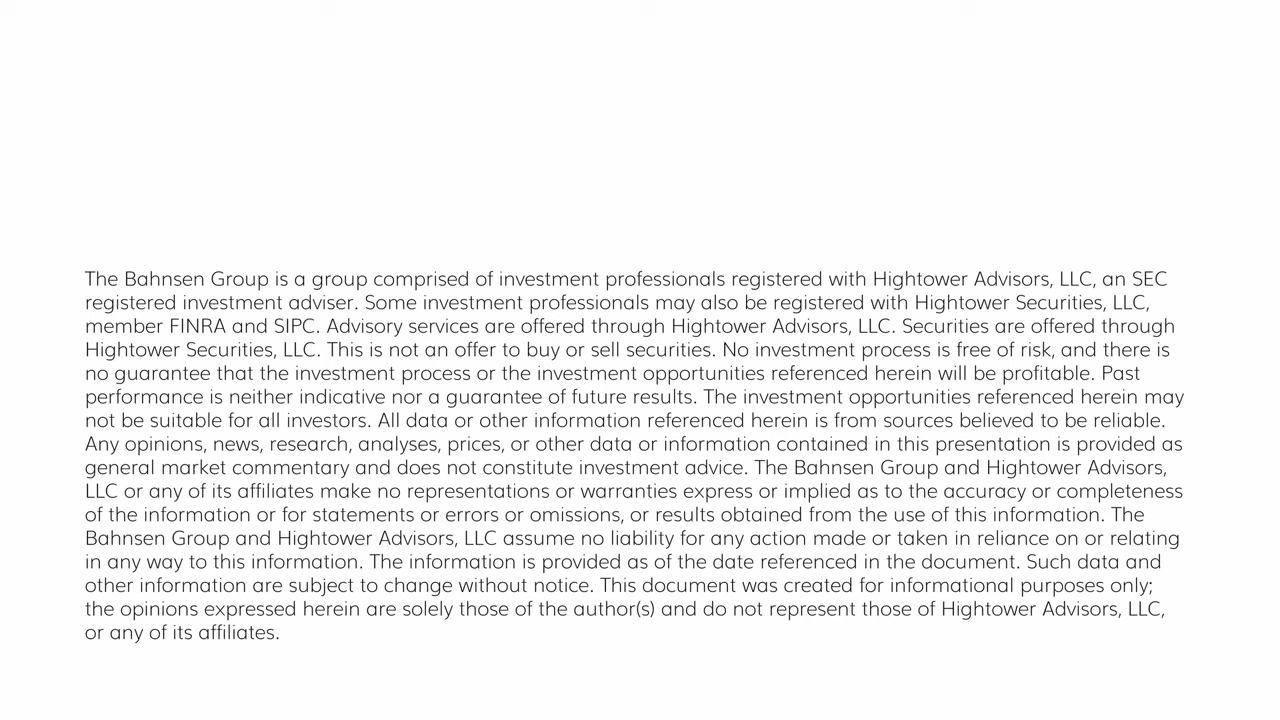 The Bahnsen Group is a group comprised of investment professionals registered with Hightower Advisors, LLC, an SEC
registered investment adviser. Some investment professionals may also be registered with Hightower Securities, LLC,
member FINRA and SIPC. Advisory services are offered through Hightower Advisors, LLC. Securities are offered through
Hightower Securities, LLC. This is not an offer to buy or sell securities. No investment process is free of risk, and there is
no guarantee that the investment process or the investment opportunities referenced herein will be profitable. Past
performance is neither indicative nor a guarantee of future results. The investment opportunities referenced herein may
not be suitable for all investors. All data or other information referenced herein is from sources believed to be reliable.
Any opinions, news, research, analyses, prices, or other data or information contained in this presentation is provided as
general market commentary and does not constitute investment advice. The Bahnsen Group and Hightower Advisors,
LLC or any of its affiliates make no representations or warranties express or implied as to the accuracy or completeness
of the information or for statements or errors or omissions, or results obtained from the use of this information. The
Bahnsen Group and Hightower Advisors, LLC assume no liability for any action made or taken in reliance on or relating
in any way to this information. The information is provided as of the date referenced in the document. Such data and
other information are subject to change without notice. This document was created for informational purposes only;
the opinions expressed herein are solely those of the author(s) and do not represent those of Hightower Advisors, LLC,
or any of its affiliates.